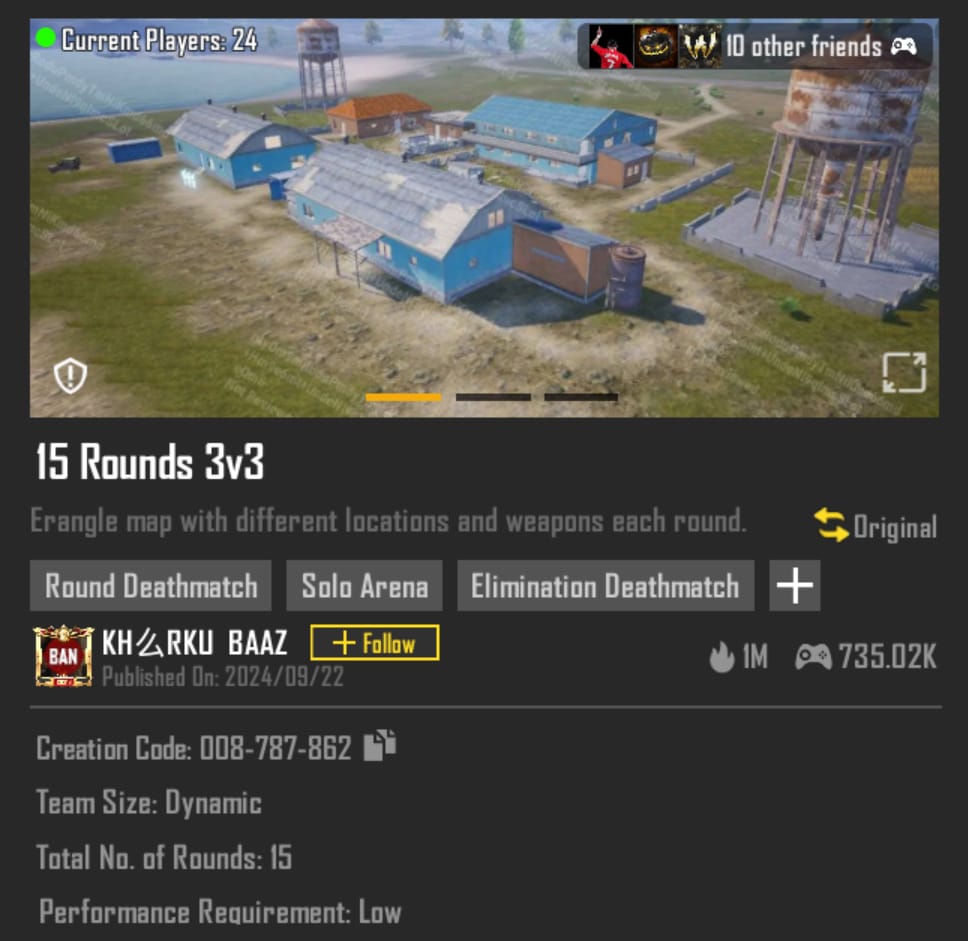 Current Players: 24
10 other friends
15 Rounds 3v3
Erangle map with different locations and weapons each round.
Original
Round Deathmatch
Solo Arena
Elimination Deathmatch
BAN
KH么RKU BAAZ
+ Follow
Published On: 2024/09/22
1M
735.02K
Creation Code: 008-787-862
Team Size: Dynamic
Total No. of Rounds: 15
Performance Requirement: Low